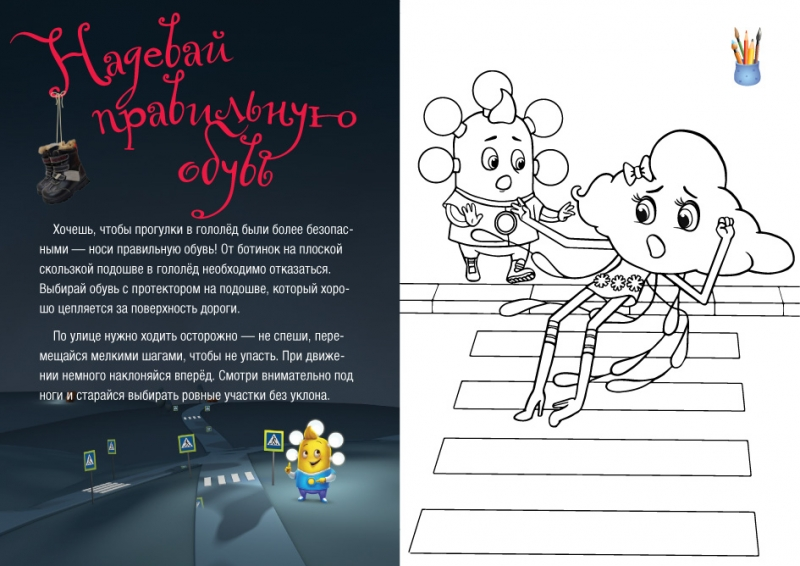 Надевай
правильную
обувь
Хочешь, чтобы прогулки в гололёд были более безопас-
ными — носи правильную обувь! От ботинок на плоской
скользкой подошве в гололёд необходимо отказаться.
Выбирай обувь с протектором на подошве, который хоро-
шо цепляется за поверхность дороги.
По улице нужно ходить осторожно — не спеши, пере-
мещайся мелкими шагами, чтобы не упасть. При движе-
нии немного наклоняйся вперёд. Смотри внимательно под
ноги и старайся выбирать ровные участки без уклона.